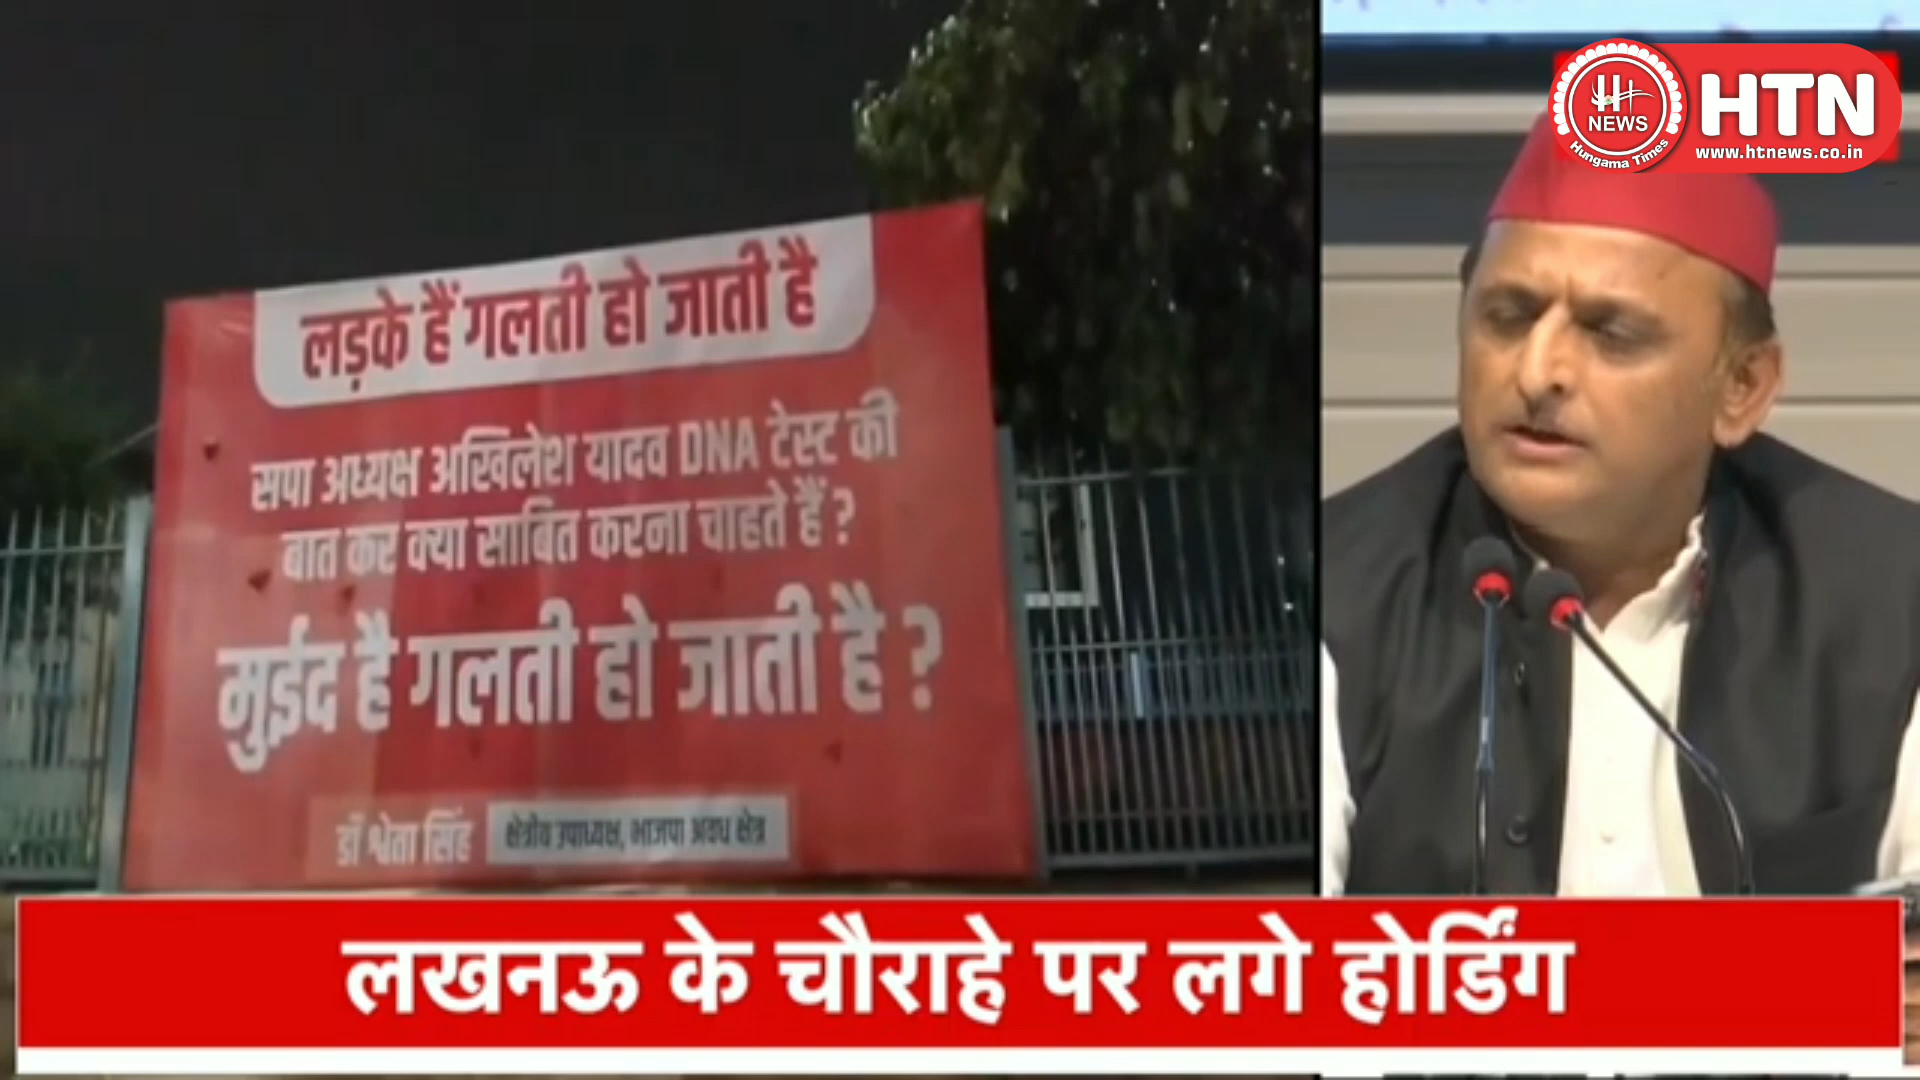 लड़के हैं गलती हो जाती है
सपा अध्यक्ष अखिलेश यादव DNA टेस्ट की
बात कर क्या साबित करना चाहते हैं ?
मुईद है गलती हो जाती है ?
डॉ श्वेता सिंह
क्षेत्रीय उपाध्यक्ष, भाजपा अवध क्षेत्र
H NEWS
Hungama Times
HTN
www.htnews.co.in
लखनऊ के चौराहे पर लगे होर्डिंग